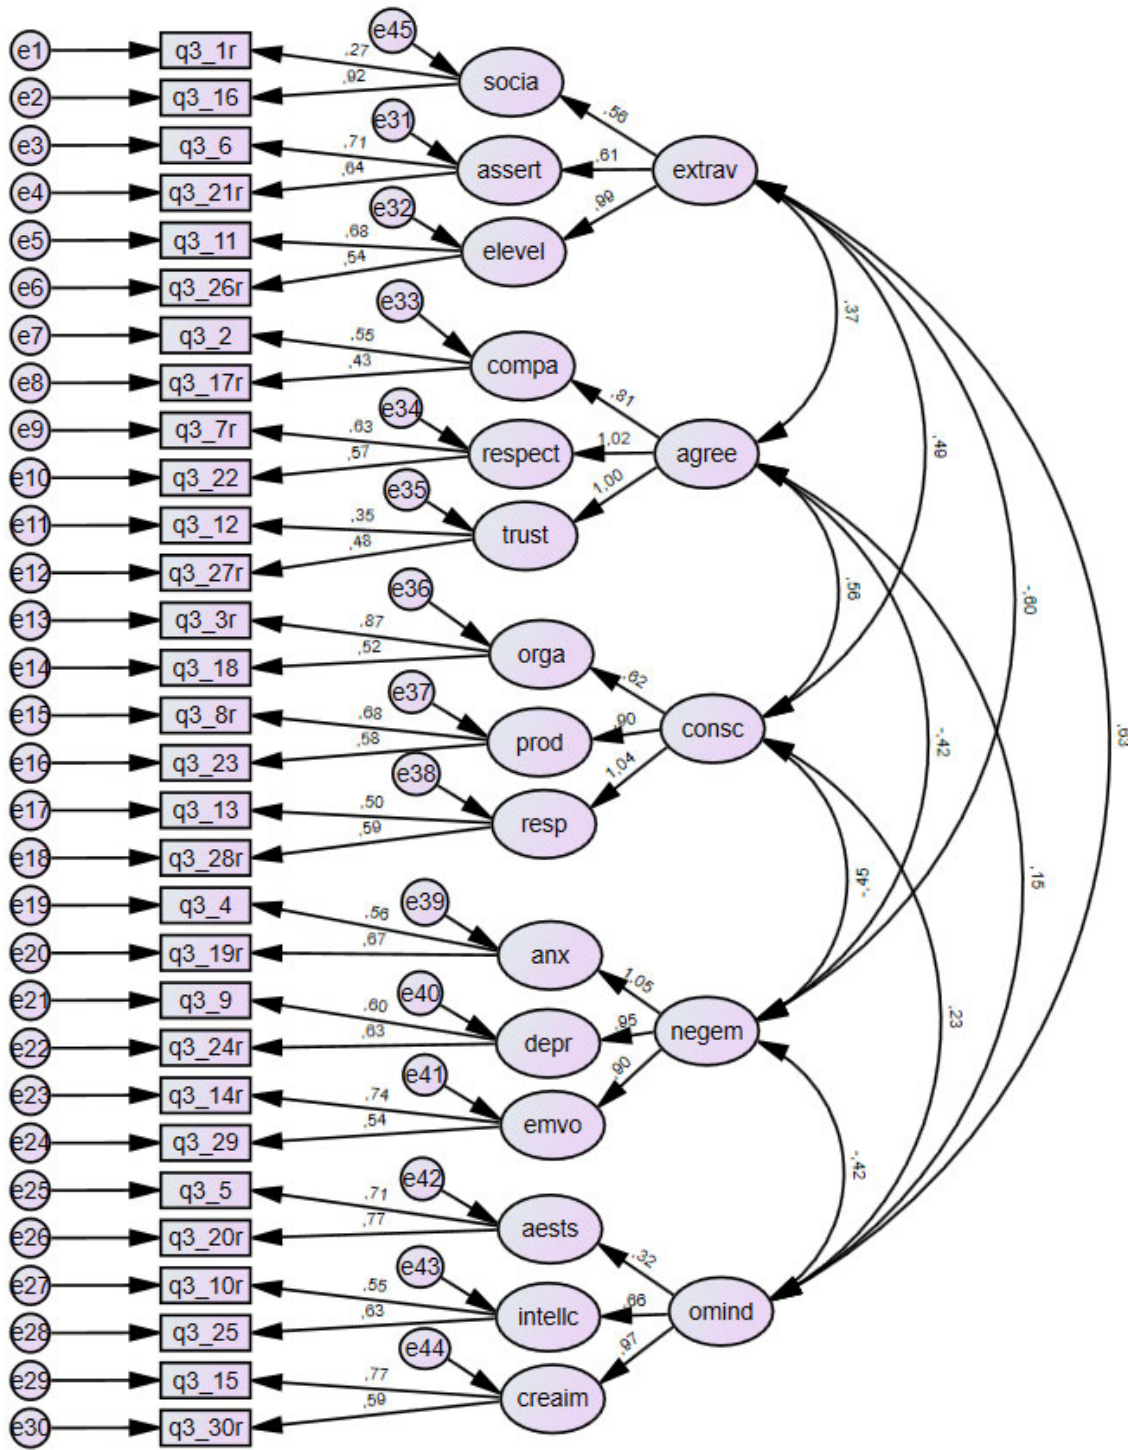 e45
e1 q3_1r ,27
socia
e2 q3_16 ,92
e31 ,56
e3 q3_6 ,71
assert ,61 extrav
e4 q3_21r ,64
e32 ,99
e5 q3_11 ,68
elevel
e6 q3_26r ,54
e33 ,37
e7 q3_2 ,55
compa
e8 q3_17r ,43
e34 ,81
e9 q3_7r ,63
respect 1,02 agree ,49
e10 q3_22 ,57
e35 1,00
e11 q3_12 ,35
trust
e12 q3_27r ,48
e36 ,56 -,60
e13 q3_3r ,87
orga
e14 q3_18 ,52
e37 ,62
e15 q3_8r ,68
prod ,90 consc -,42 ,63
e16 q3_23 ,58
e38 1,04
e17 q3_13 ,50
resp
e18 q3_28r ,59
-,45 ,15
e19 q3_4 ,56 e39
anx
e20 q3_19r ,67
e40 1,05
e21 q3_9 ,60
depr ,95 negem ,23
e22 q3_24r ,63
e41 ,90
e23 q3_14r ,74
emvo
e24 q3_29 ,54
-,42
e25 q3_5 ,71 e42
aests
e26 q3_20r ,77
e43 ,32
e27 q3_10r ,55
intellc ,66 omind
e28 q3_25 ,63
e44 ,97
e29 q3_15 ,77
creaim
e30 q3_30r ,59